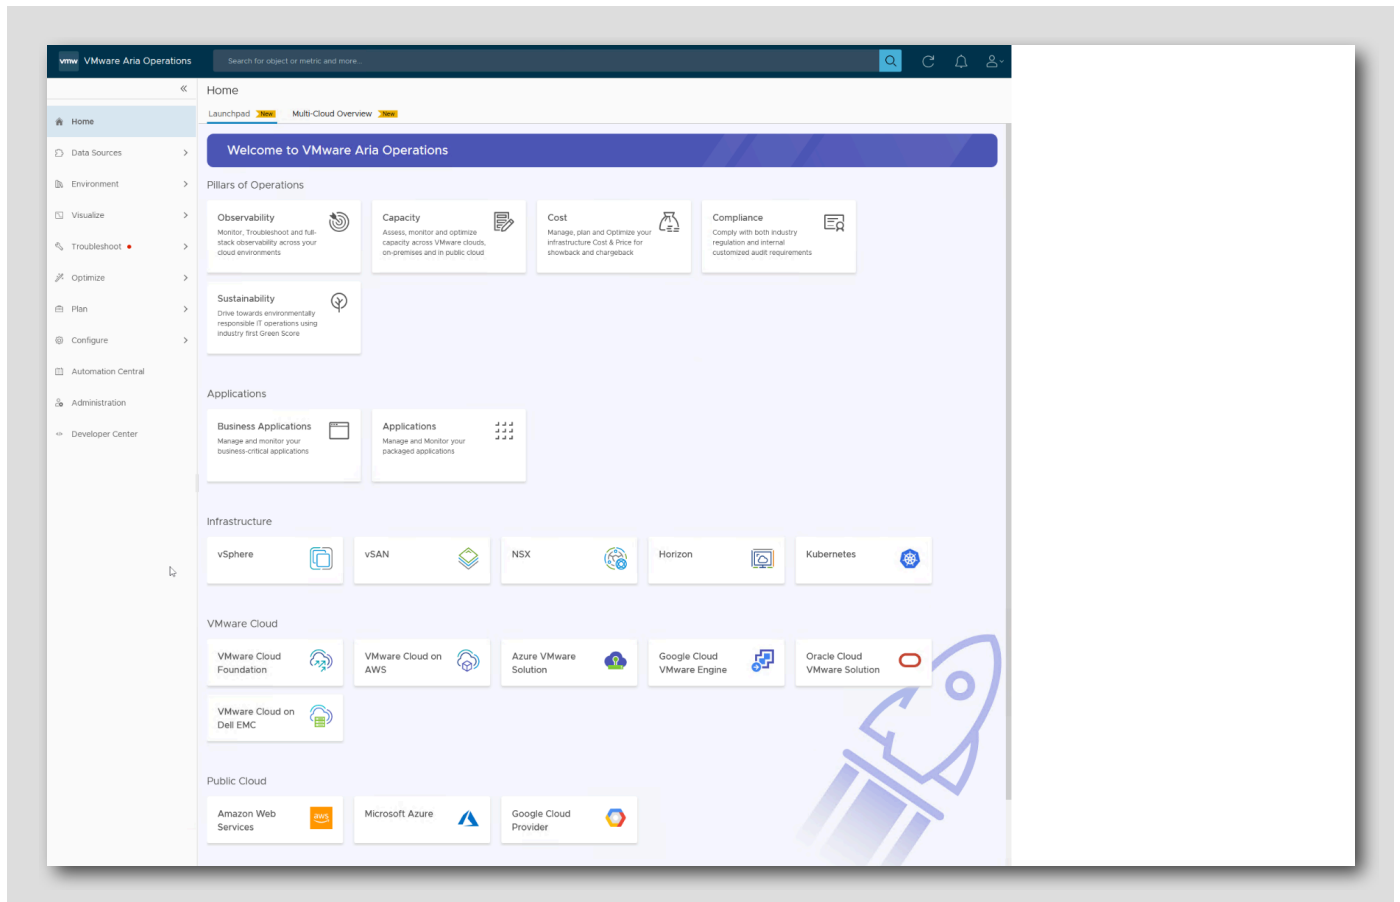 vmw VMware Aria Operations
Search for object or metric and more...
Home
Launchpad New Multi-Cloud Overview New
Home
Data Sources
Environment
Visualize
Troubleshoot
Optimize
Plan
Configure
Automation Central
Administration
Developer Center
Welcome to VMware Aria Operations
Pillars of Operations
Observability
Monitor, Troubleshoot and full-
stack observability across your
cloud environments
Capacity
Assess, monitor and optimize
capacity across VMware clouds,
on-premises and in public cloud
Cost
Manage, plan and Optimize your
infrastructure Cost & Price for
showback and chargeback
Compliance
Comply with both industry
regulation and internal
customized audit requirements
Sustainability
Drive towards environmentally
responsible IT operations using
industry first Green Score
Applications
Business Applications
Manage and monitor your
business-critical applications
Applications
Manage and Monitor your
packaged applications
Infrastructure
vSphere
vSAN
NSX
Horizon
Kubernetes
VMware Cloud
VMware Cloud
Foundation
VMware Cloud on
AWS
Azure VMware
Solution
Google Cloud
VMware Engine
Oracle Cloud
VMware Solution
VMware Cloud on
Dell EMC
Public Cloud
Amazon Web
Services
aws
Microsoft Azure
Google Cloud
Provider